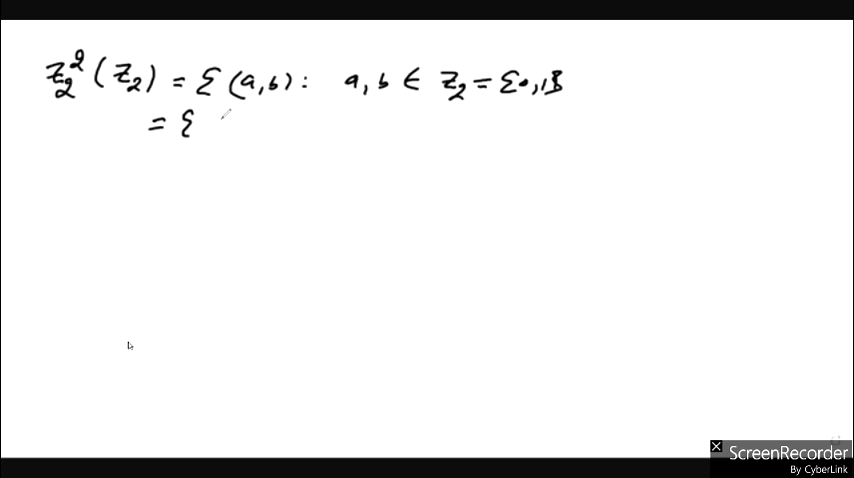 Z₂² (Z₂) = { (a,b) : a, b ∈ Z₂ = {0,1}
= {
ScreenRecorder
By CyberLink